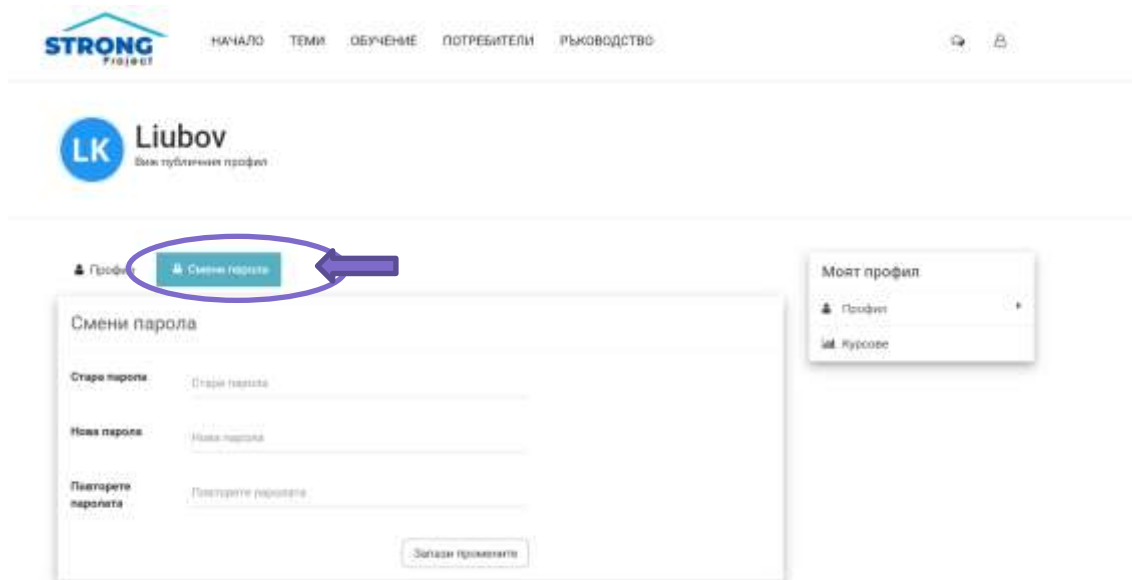 STRONG
Project
НАЧАЛО ТЕМИ ОБУЧЕНИЕ ПОТРЕБИТЕЛИ РЪКОВОДСТВО
LK
Liubov
Виж публичния профил
Профил Смени парола
Смени парола
Стара парола Стара парола
Нова парола Нова парола
Повторете паролата Повторете паролата
Запази промените
Моят профил
Профил
Курсове